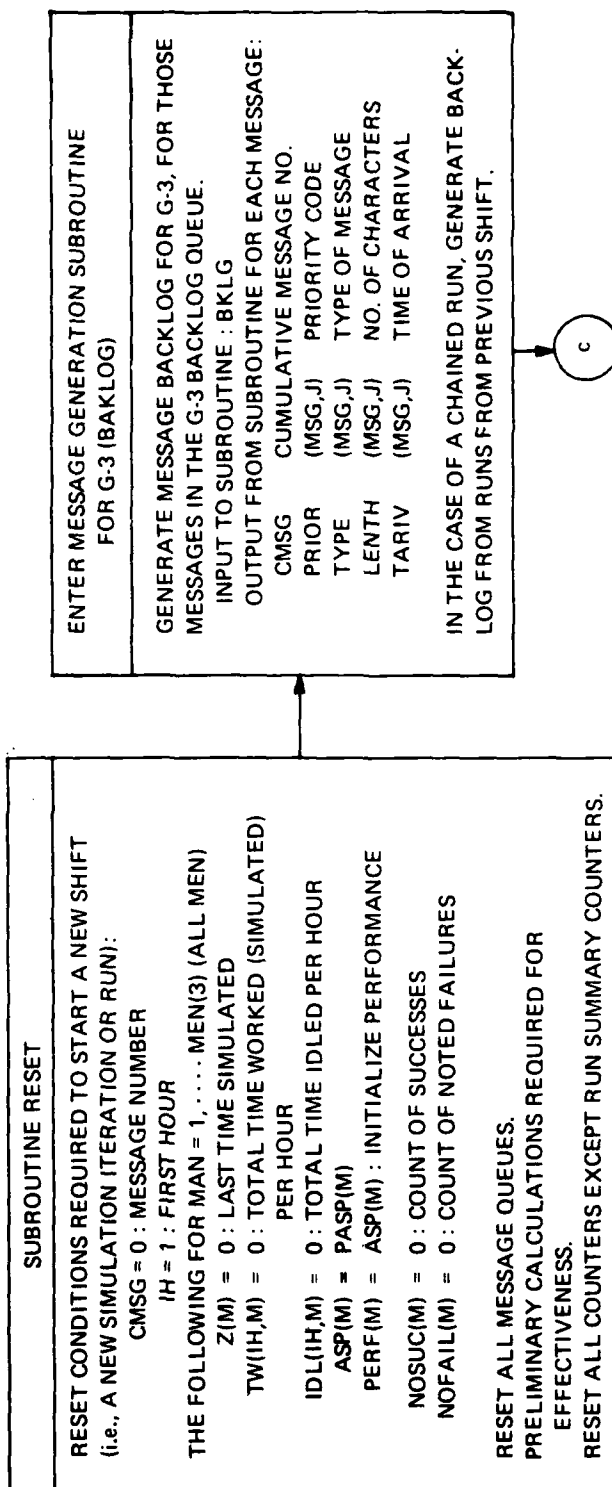 SUBROUTINE RESET
RESET CONDITIONS REQUIRED TO START A NEW SHIFT
(i.e., A NEW SIMULATION ITERATION OR RUN):
CMSG = 0 : MESSAGE NUMBER
IH = 1 : FIRST HOUR
THE FOLLOWING FOR MAN = 1, .... MEN(3) (ALL MEN)
Z(M) = 0 : LAST TIME SIMULATED
TW(IH,M) = 0 : TOTAL TIME WORKED (SIMULATED)
PER HOUR
IDL(IH,M) = 0 : TOTAL TIME IDLED PER HOUR
ASP(M) = PASP(M)
PERF(M) = ASP(M) : INITIALIZE PERFORMANCE
NOSUC(M) = 0 : COUNT OF SUCCESSES
NOFAIL(M) = 0 : COUNT OF NOTED FAILURES
RESET ALL MESSAGE QUEUES.
PRELIMINARY CALCULATIONS REQUIRED FOR
EFFECTIVENESS.
RESET ALL COUNTERS EXCEPT RUN SUMMARY COUNTERS.
ENTER MESSAGE GENERATION SUBROUTINE
FOR G-3 (BAKLOG)
GENERATE MESSAGE BACKLOG FOR G-3, FOR THOSE
MESSAGES IN THE G-3 BACKLOG QUEUE.
INPUT TO SUBROUTINE : BKLG
OUTPUT FROM SUBROUTINE FOR EACH MESSAGE:
CMSG CUMULATIVE MESSAGE NO.
PRIOR (MSG,J) PRIORITY CODE
TYPE (MSG,J) TYPE OF MESSAGE
LENTH (MSG,J) NO. OF CHARACTERS
TARIV (MSG,J) TIME OF ARRIVAL
IN THE CASE OF A CHAINED RUN, GENERATE BACK-
LOG FROM RUNS FROM PREVIOUS SHIFT.
C